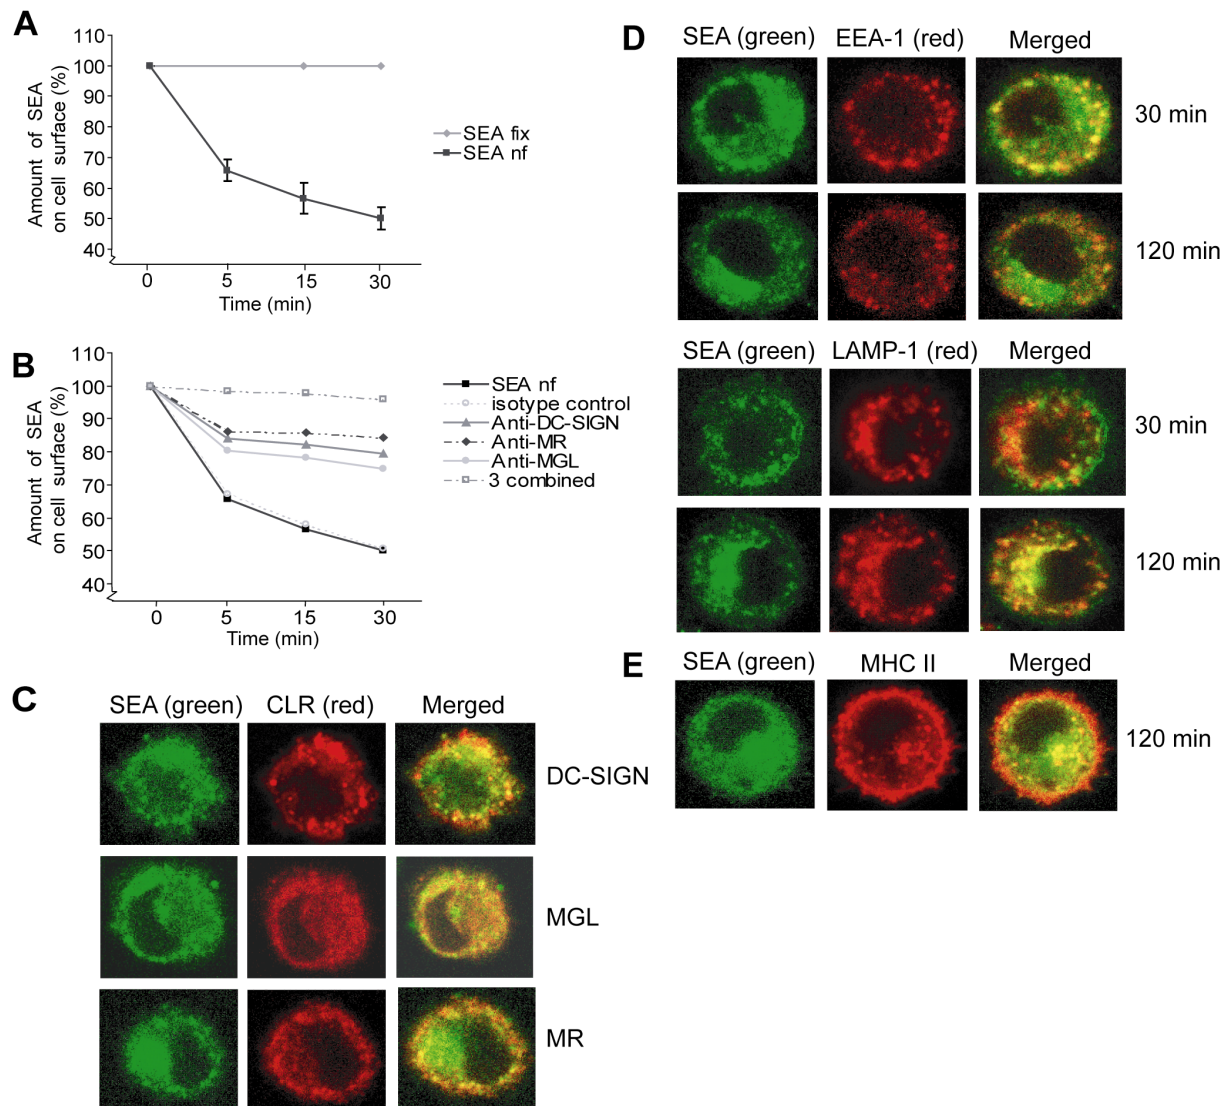 A
110
100
90
80
70
60
50
40
Amount of SEA
on cell surface (%)
0 5 15 30
Time (min)
SEA fix
SEA nf
B
110
100
90
80
70
60
50
40
Amount of SEA
on cell surface (%)
0 5 15 30
Time (min)
SEA nf
isotype control
Anti-DC-SIGN
Anti-MR
Anti-MGL
3 combined
C
SEA (green) CLR (red) Merged
DC-SIGN
MGL
MR
D
SEA (green) EEA-1 (red) Merged
30 min
120 min
SEA (green) LAMP-1 (red) Merged
30 min
120 min
E
SEA (green) MHC II Merged
120 min